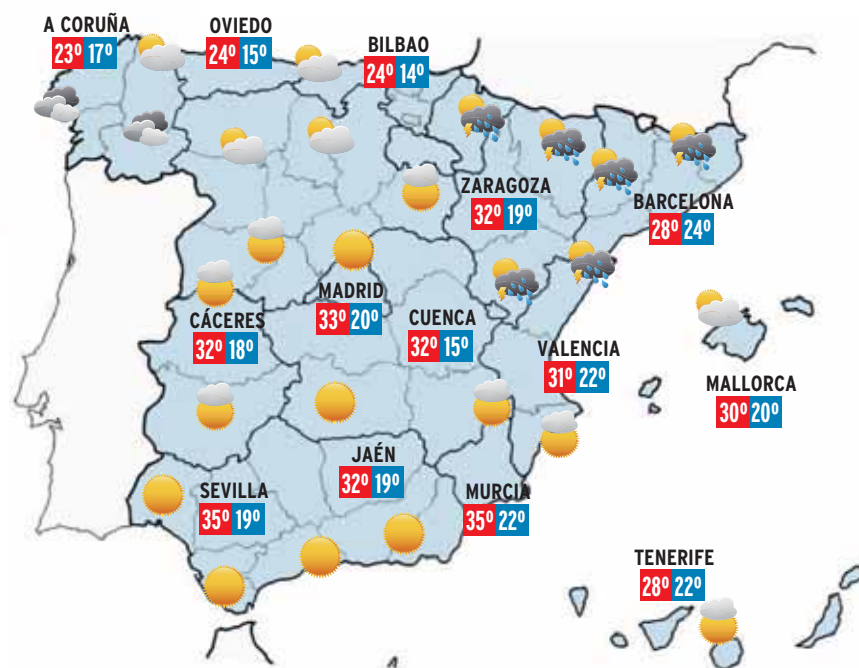 A CORUÑA
23º 17º
OVIEDO
24º 15º
BILBAO
24º 14º
ZARAGOZA
32º 19º
BARCELONA
28º 24º
MADRID
33º 20º
CÁCERES
32º 18º
CUENCA
32º 15º
VALENCIA
31º 22º
MALLORCA
30º 20º
JAÉN
32º 19º
SEVILLA
35º 19º
MURCIA
35º 22º
TENERIFE
28º 22º